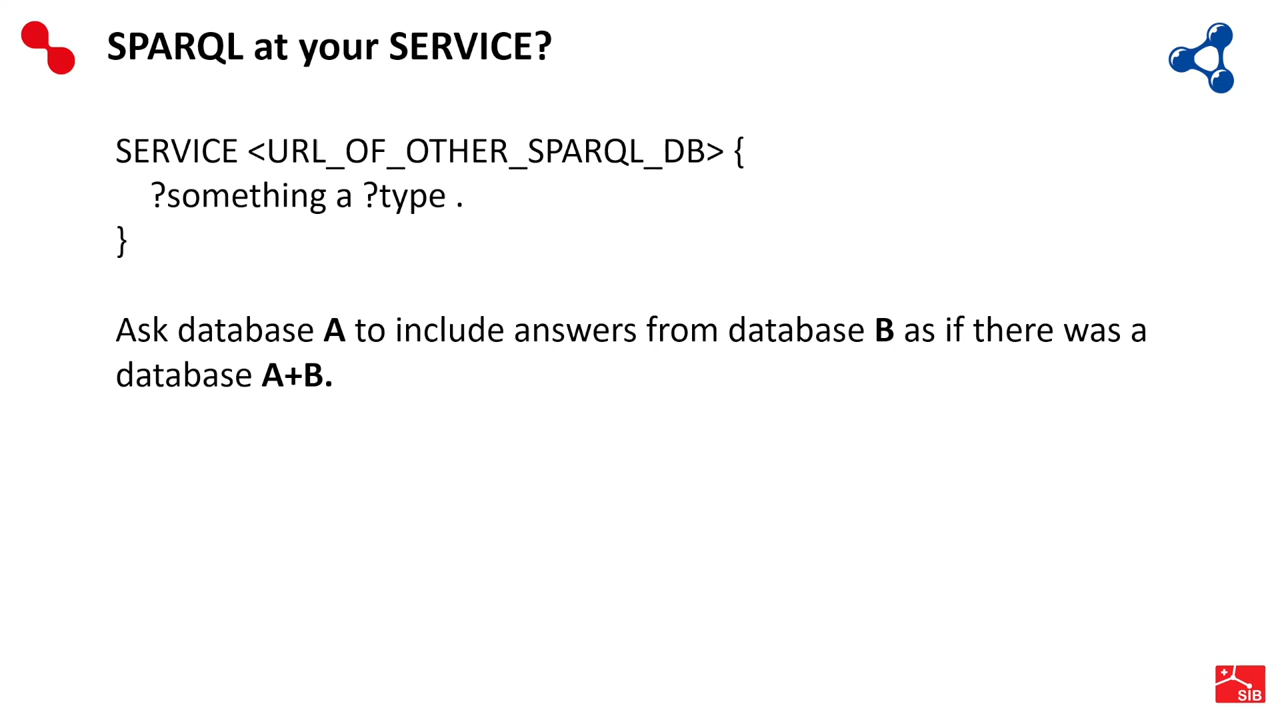 SPARQL at your SERVICE?
SERVICE <URL_OF_OTHER_SPARQL_DB> {
?something a ?type .
}
Ask database A to include answers from database B as if there was a
database A+B.
SIB